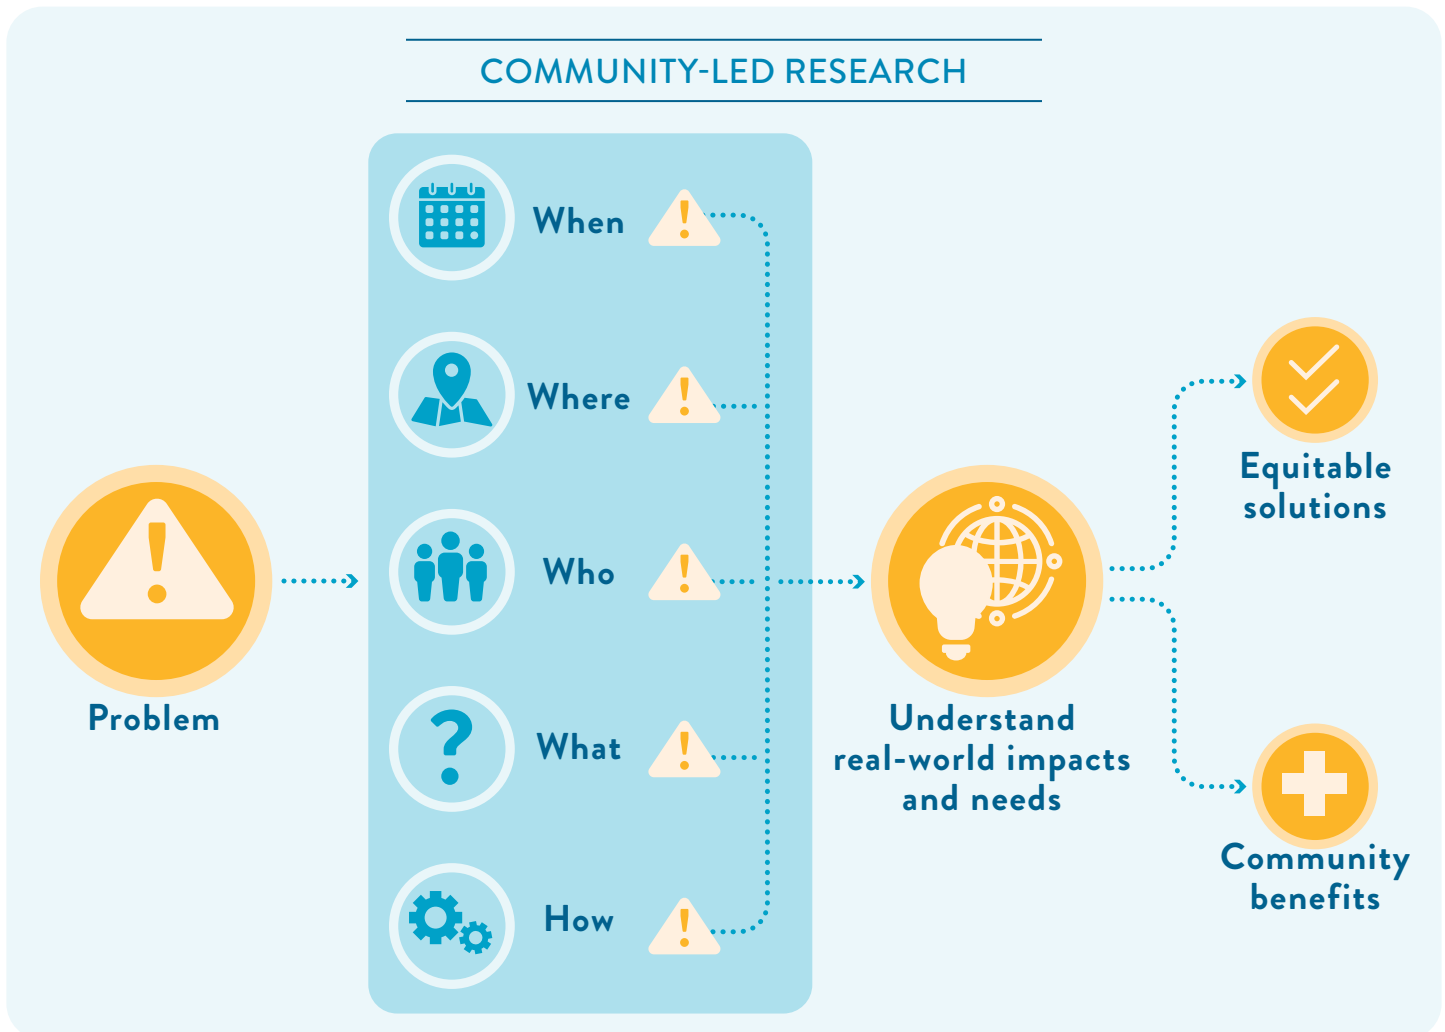 COMMUNITY-LED RESEARCH
When
Where
Who
What
How
Problem
Understand
real-world impacts
and needs
Equitable
solutions
Community
benefits